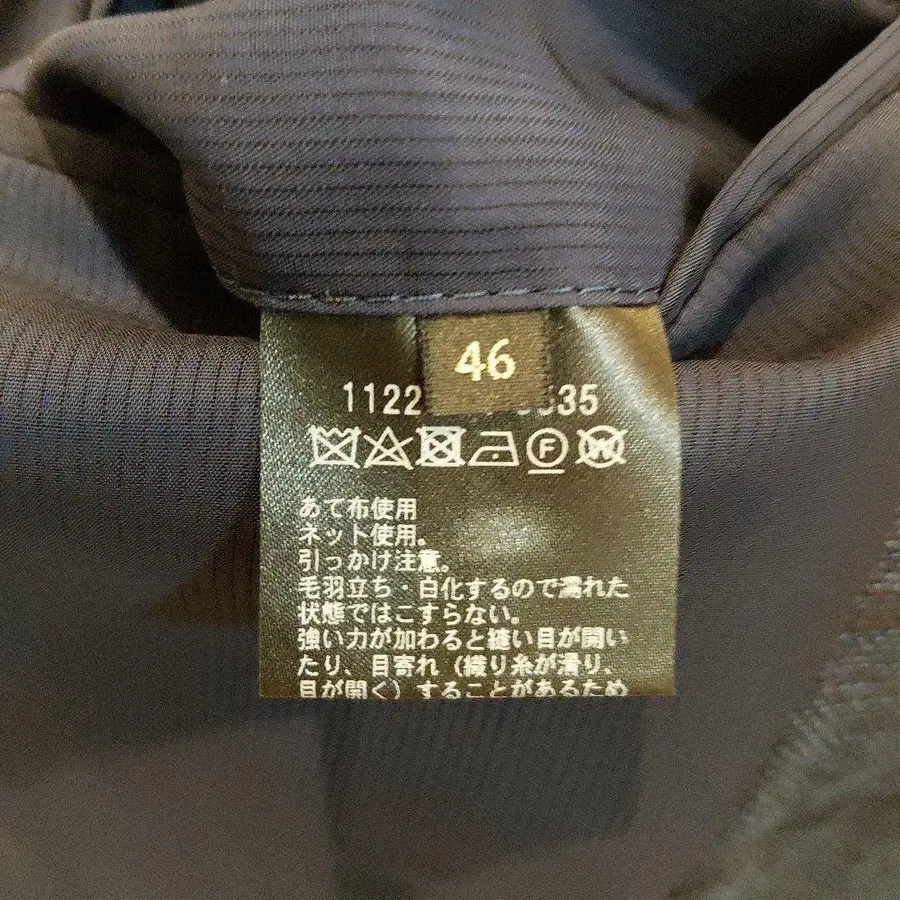 46
1122 535
あて布使用
ネット使用。
引っかけ注意。
毛羽立ち・白化するので濡れた
状態ではこすらない。
強い力が加わると縫い目が開い
たり、目寄れ（織り糸が滑り、
目が開く）することがあるため